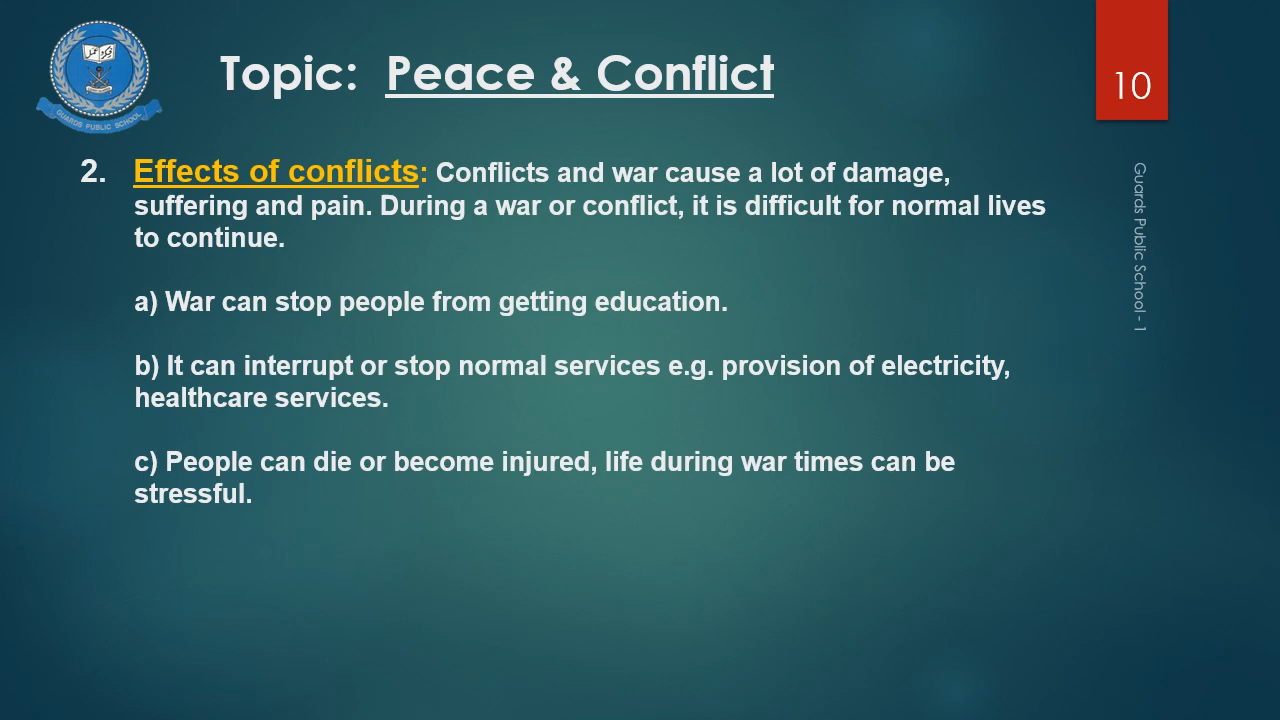 Topic: Peace & Conflict
10
2. Effects of conflicts: Conflicts and war cause a lot of damage,
suffering and pain. During a war or conflict, it is difficult for normal lives
to continue.
a) War can stop people from getting education.
b) It can interrupt or stop normal services e.g. provision of electricity,
healthcare services.
c) People can die or become injured, life during war times can be
stressful.
Guards Public School - 1
GUARDS PUBLIC SCHOOL